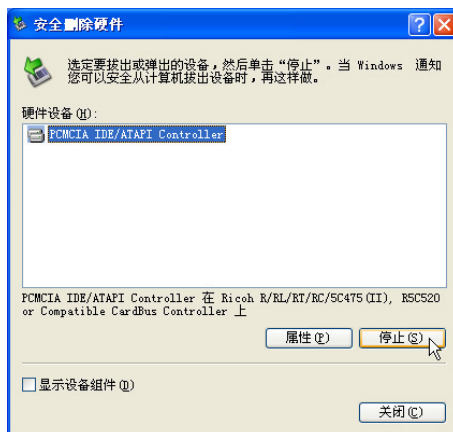 安全删除硬件
选定要拔出或弹出的设备，然后单击“停止”。当 Windows 通知
您可以安全从计算机拔出设备时，再这样做。
硬件设备(H):
PCMCIA IDE/ATAPI Controller
PCMCIA IDE/ATAPI Controller 在 Ricoh R/RL/RT/RC/5C475(II), R5C520
or Compatible CardBus Controller 上
属性(P) 停止(S)
显示设备组件(D)
关闭(C)